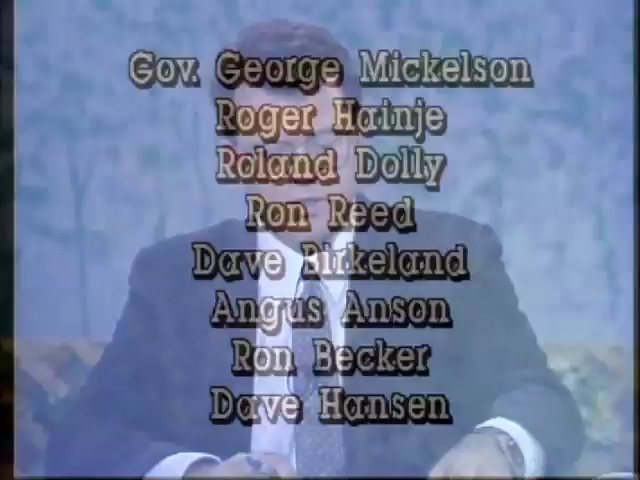 Gov. George Mickelson
Roger Hainje
Roland Dolly
Ron Reed
Dave Birkeland
Angus Anson
Ron Becker
Dave Hansen